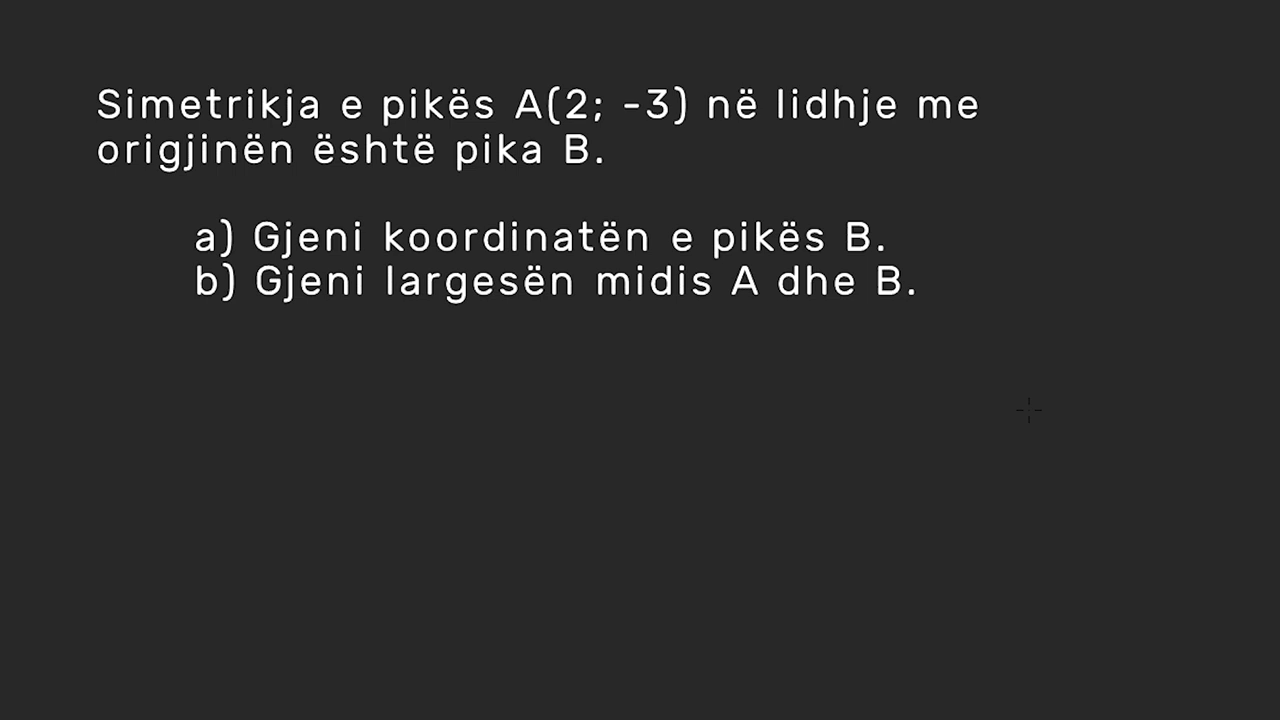 Simetrikja e pikës A(2; -3) në lidhje me
origjinën është pika B.
a) Gjeni koordinatën e pikës B.
b) Gjeni largesën midis A dhe B.